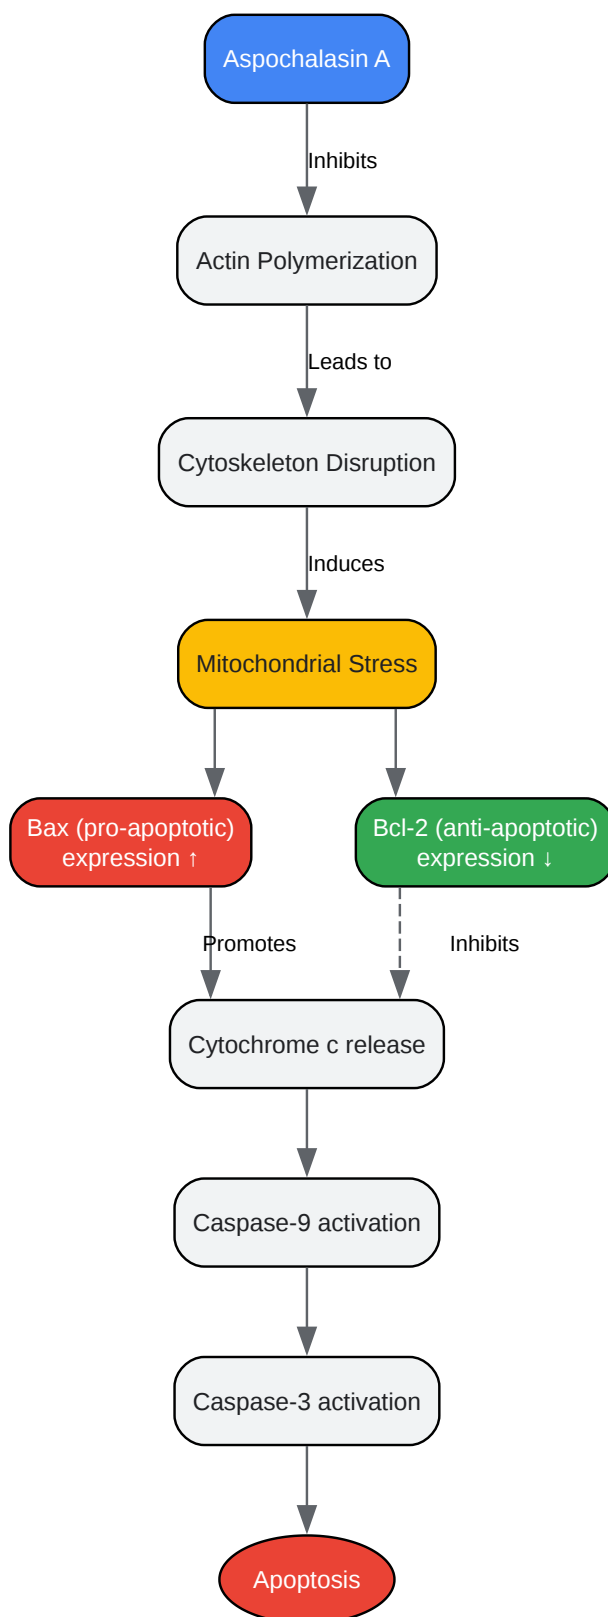 Aspochalasin A
Inhibits
Actin Polymerization
Leads to
Cytoskeleton Disruption
Induces
Mitochondrial Stress
Bax (pro-apoptotic)
expression ↑
Bcl-2 (anti-apoptotic)
expression ↓
Promotes
Inhibits
Cytochrome c release
Caspase-9 activation
Caspase-3 activation
Apoptosis